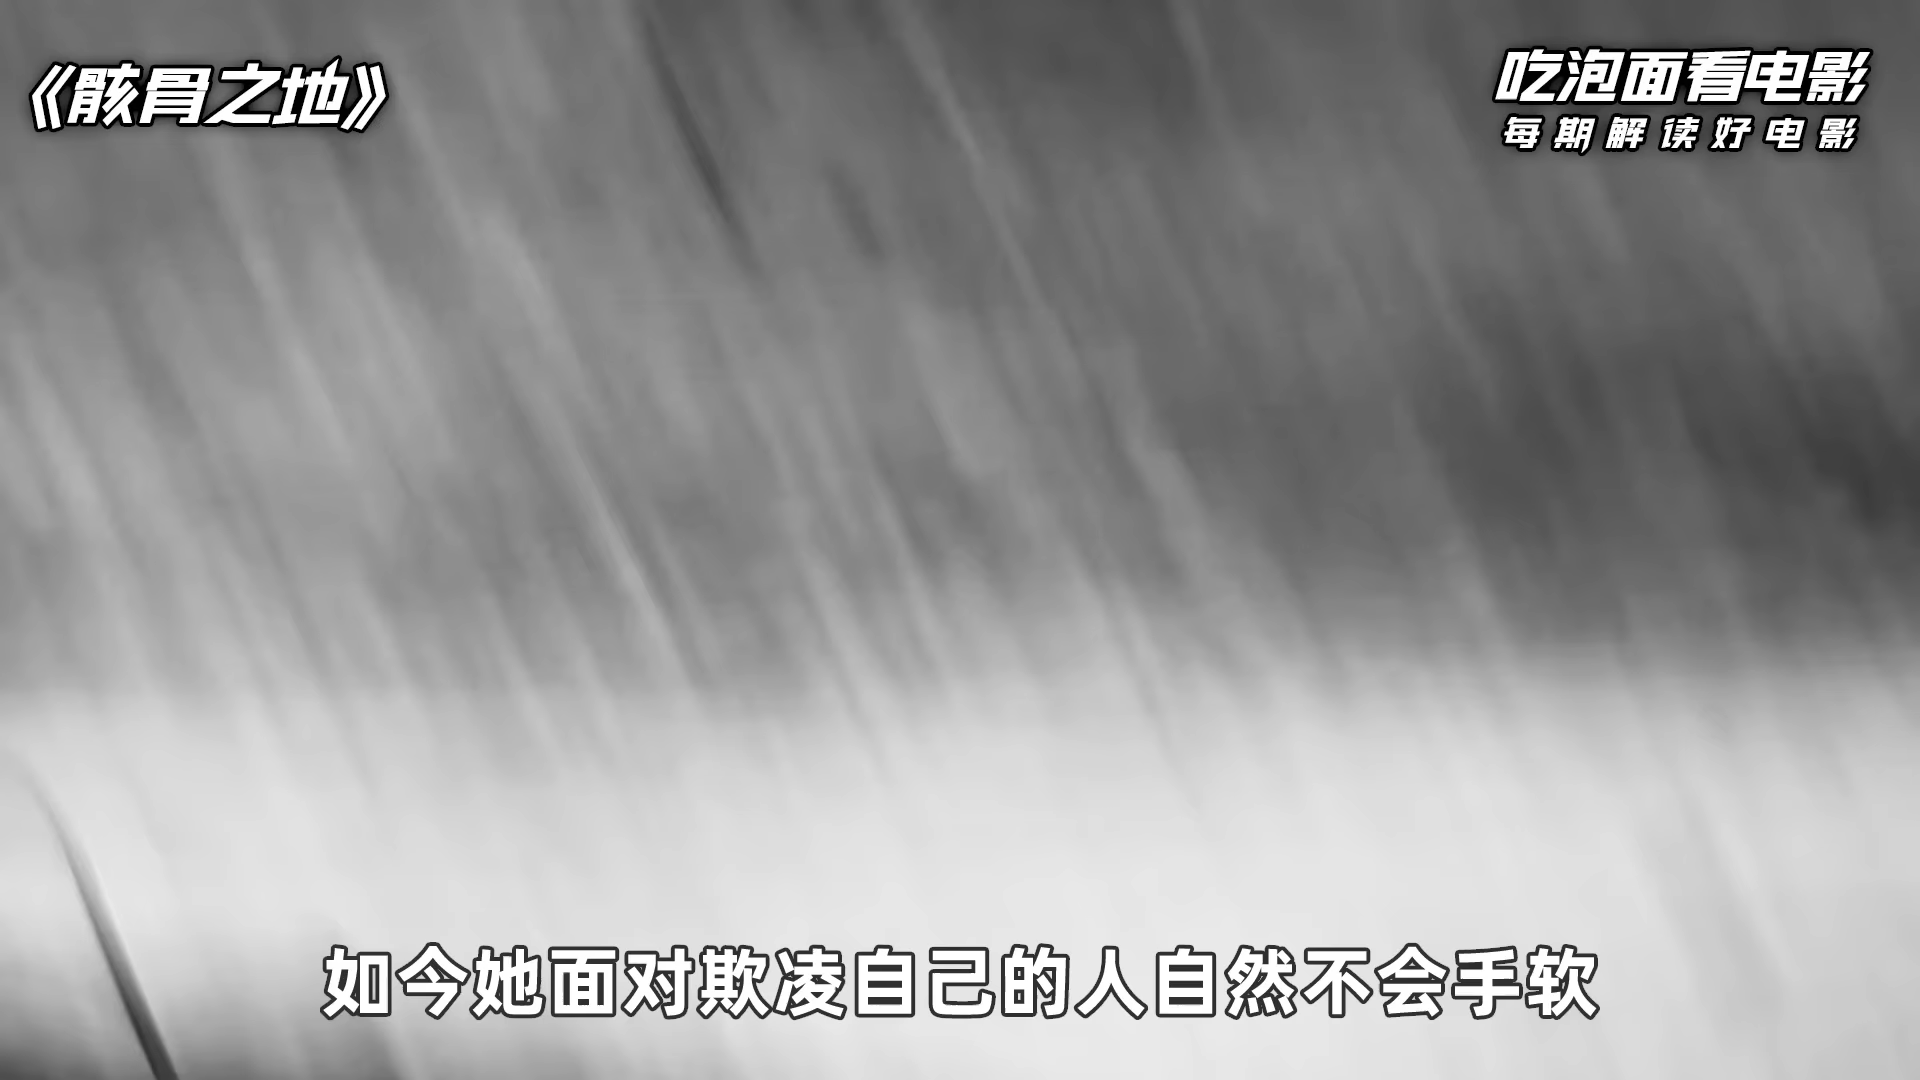 《骸骨之地》
吃泡面看电影
每期解读好电影
如今她面对欺凌自己的人自然不会手软